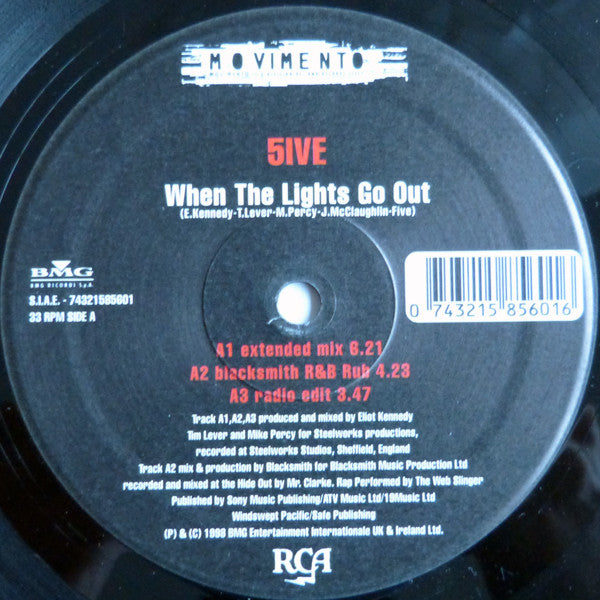 MOVIMENTO
5IVE
When The Lights Go Out
(E.Kennedy-T.Lever-M.Percy-J.McClaughlin-Five)
BMG
BMG RICORDI S.p.A.
S.I.A.E. - 74321585601
33 RPM SIDE A
0 743215 856016
A1 extended mix 6.21
A2 blacksmith R&B Rub 4.23
A3 radio edit 3.47
Track A1,A2,A3 produced and mixed by Eliot Kennedy
Tim Lever and Mike Percy for Steelworks productions,
recorded at Steelworks Studios, Sheffield, England
Track A2 mix & production by Blacksmith for Blacksmith Music Production Ltd
recorded and mixed at the Hide Out by Mr. Clarke. Rap Performed by The Web Slinger
Published by Sony Music Publishing/ATV Music Ltd/19Music Ltd
Windswept Pacific/Safe Publishing
(P) & (C) 1998 BMG Entertainment Internationale UK & Ireland Ltd.
RCA